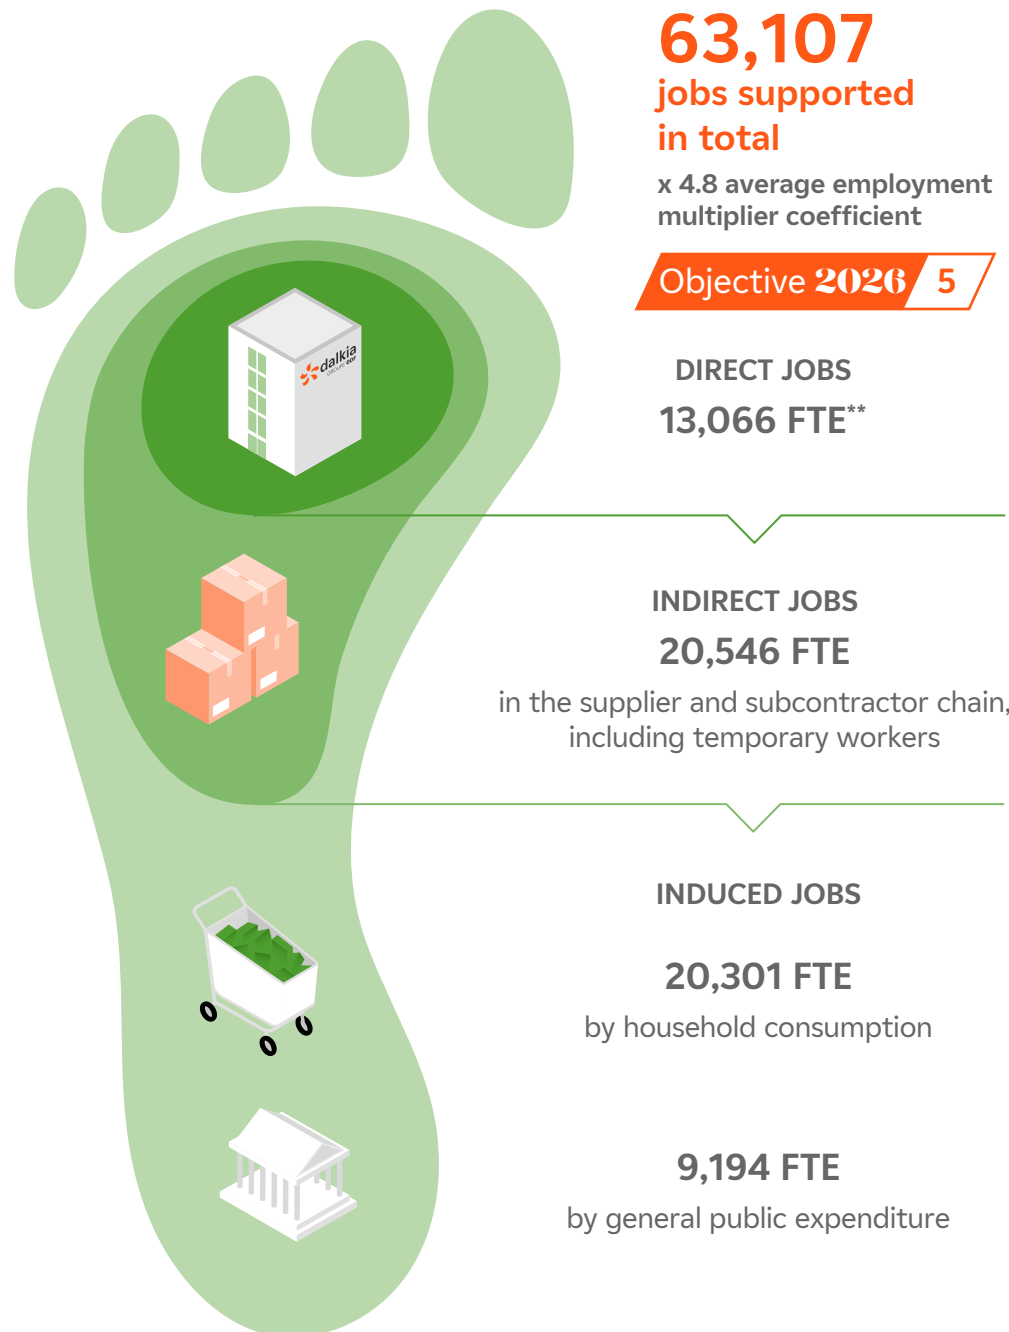 63,107
jobs supported
in total
x 4.8 average employment
multiplier coefficient
Objective 2026 5
dalkia
GROUPE EDF
DIRECT JOBS
13,066 FTE**
INDIRECT JOBS
20,546 FTE
in the supplier and subcontractor chain,
including temporary workers
INDUCED JOBS
20,301 FTE
by household consumption
9,194 FTE
by general public expenditure